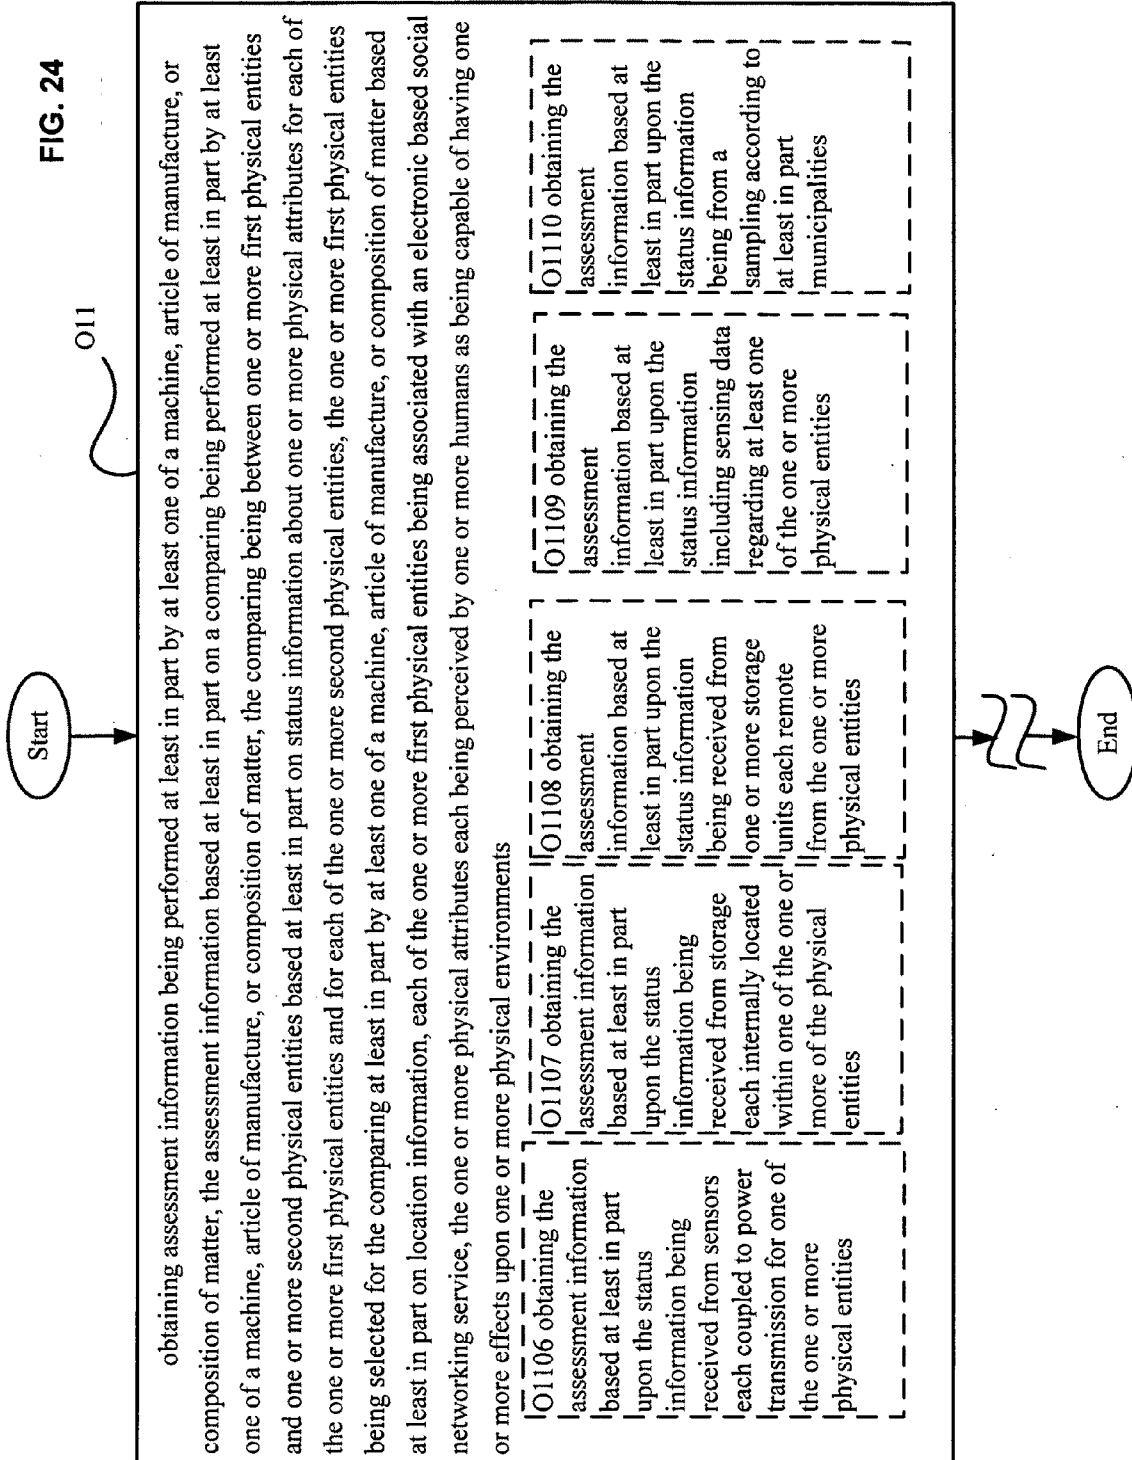 FIG. 24
Start
O11
obtaining assessment information being performed at least in part by at least one of a machine, article of manufacture, or
composition of matter, the assessment information based at least in part on a comparing being performed at least in part by at least
one of a machine, article of manufacture, or composition of matter, the comparing being between one or more first physical entities
and one or more second physical entities based at least in part on status information about one or more physical attributes for each of
the one or more first physical entities and for each of the one or more second physical entities, the one or more first physical entities
being selected for the comparing at least in part by at least one of a machine, article of manufacture, or composition of matter based
at least in part on location information, each of the one or more first physical entities being associated with an electronic based social
networking service, the one or more physical attributes each being perceived by one or more humans as being capable of having one
or more effects upon one or more physical environments
O1106 obtaining the
assessment information
based at least in part
upon the status
information being
received from sensors
each coupled to power
transmission for one of
the one or more
physical entities
O1107 obtaining the
assessment information
based at least in part
upon the status
information being
received from storage
each internally located
within one of the one or
more of the physical
entities
O1108 obtaining the
assessment
information based at
least in part upon the
status information
being received from
one or more storage
units each remote
from the one or more
physical entities
O1109 obtaining the
assessment
information based at
least in part upon the
status information
including sensing data
regarding at least one
of the one or more
physical entities
O1110 obtaining the
assessment
information based at
least in part upon the
status information
being from a
sampling according to
at least in part
municipalities
End